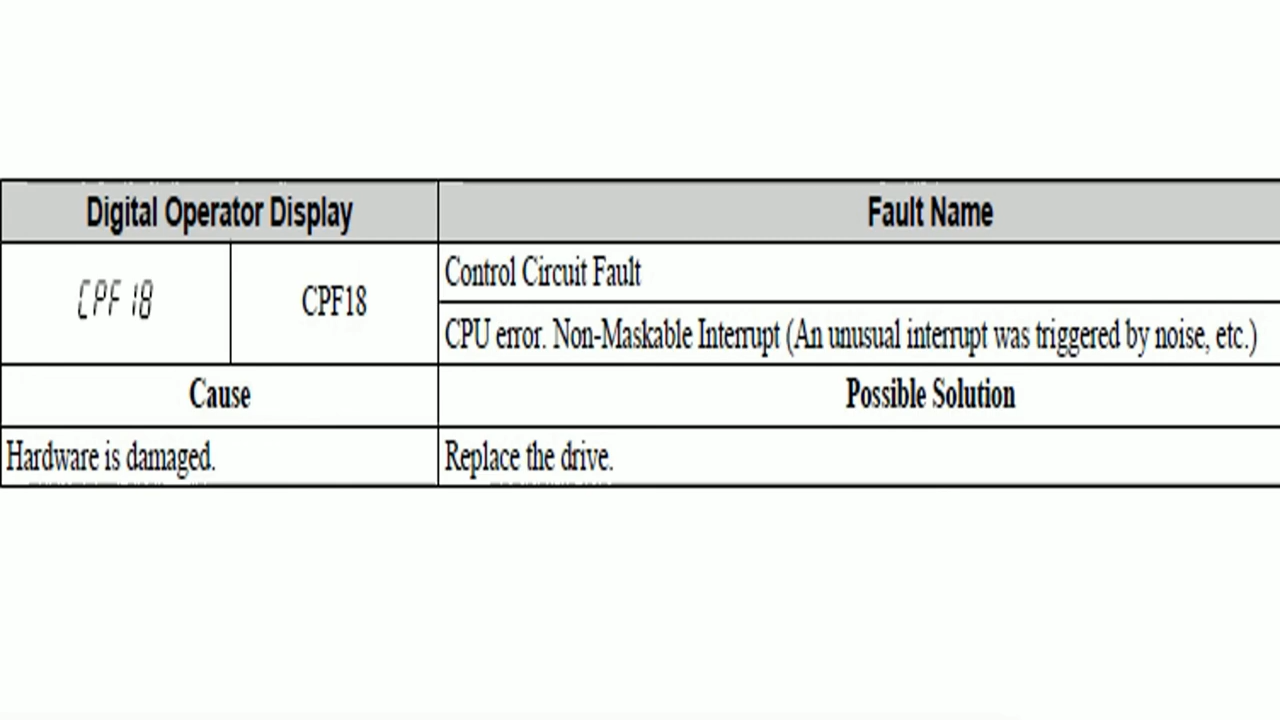 Digital Operator Display
Fault Name
CPF18
CPF18
Control Circuit Fault
CPU error. Non-Maskable Interrupt (An unusual interrupt was triggered by noise, etc.)
Cause
Possible Solution
Hardware is damaged.
Replace the drive.